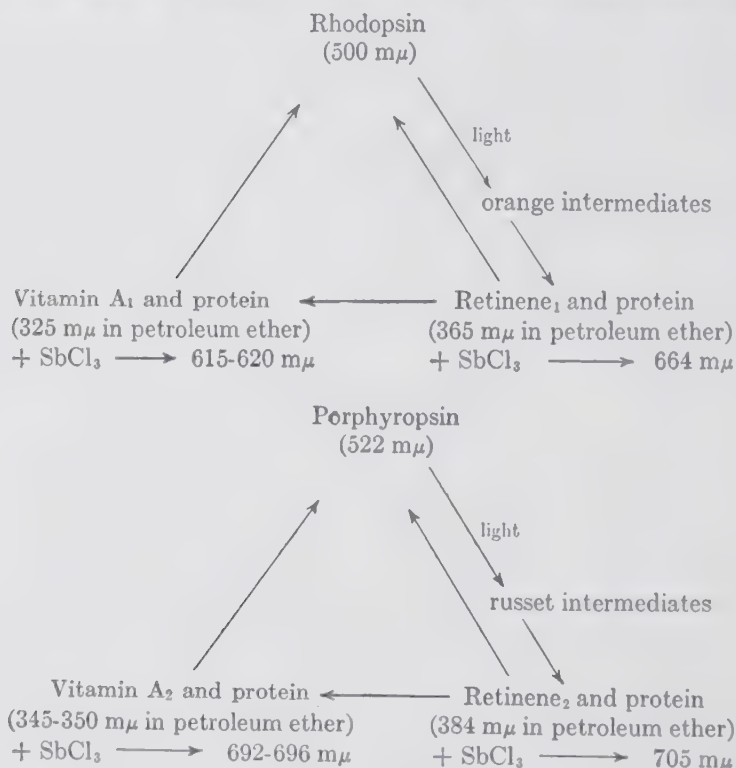 Rhodopsin
(500 mμ)
light
orange intermediates
Vitamin A₁ and protein
(325 mμ in petroleum ether)
+ SbCl₃ ⟶ 615-620 mμ
Retinene₁ and protein
(365 mμ in petroleum ether)
+ SbCl₃ ⟶ 664 mμ
Porphyropsin
(522 mμ)
light
russet intermediates
Vitamin A₂ and protein
(345-350 mμ in petroleum ether)
+ SbCl₃ ⟶ 692-696 mμ
Retinene₂ and protein
(384 mμ in petroleum ether)
+ SbCl₃ ⟶ 705 mμ